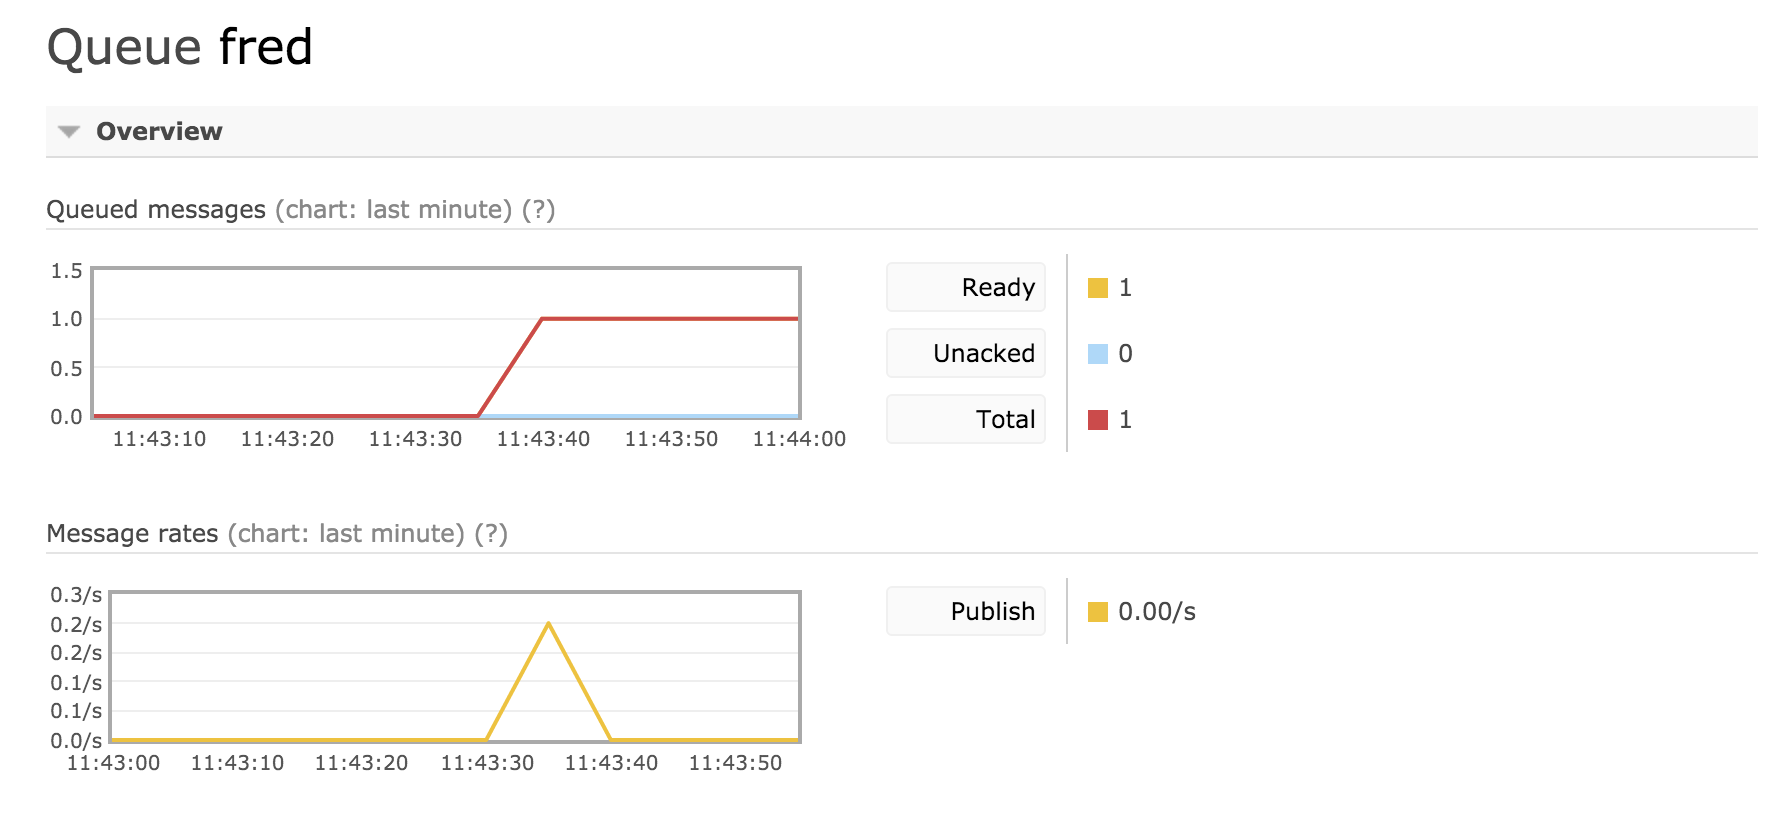 Queue fred
Overview
Queued messages (chart: last minute) (?)
1.5
1.0
0.5
0.0
11:43:10 11:43:20 11:43:30 11:43:40 11:43:50 11:44:00
Ready 1
Unacked 0
Total 1
Message rates (chart: last minute) (?)
0.3/s
0.2/s
0.2/s
0.1/s
0.1/s
0.0/s
11:43:00 11:43:10 11:43:20 11:43:30 11:43:40 11:43:50
Publish 0.00/s